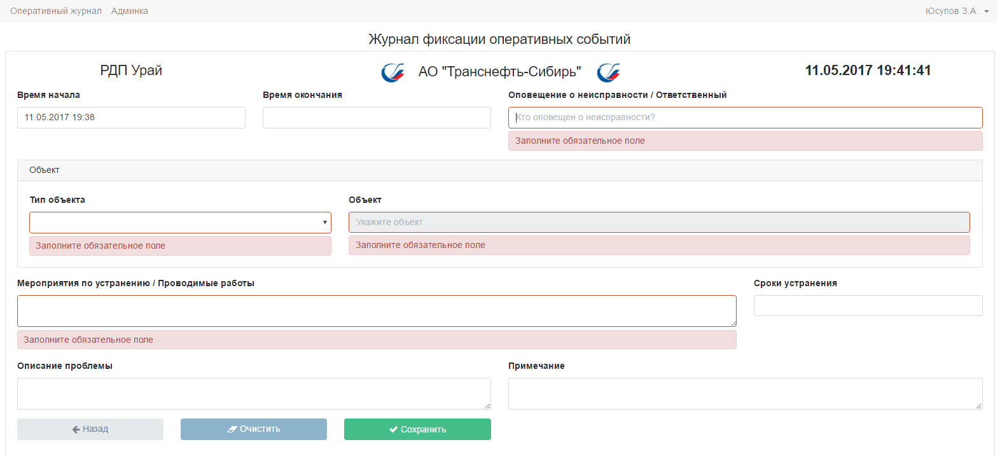 Оперативный журнал Админка Юсупов З.А.
Журнал фиксации оперативных событий
РДП Урай АО "Транснефть-Сибирь" 11.05.2017 19:41:41
Время начала Время окончания Оповещение о неисправности / Ответственный
11.05.2017 19:38 Кто оповещен о неисправности?
Заполните обязательное поле
Объект
Тип объекта Объект
Укажите объект
Заполните обязательное поле Заполните обязательное поле
Мероприятия по устранению / Проводимые работы Сроки устранения
Заполните обязательное поле
Описание проблемы Примечание
Назад Очистить Сохранить